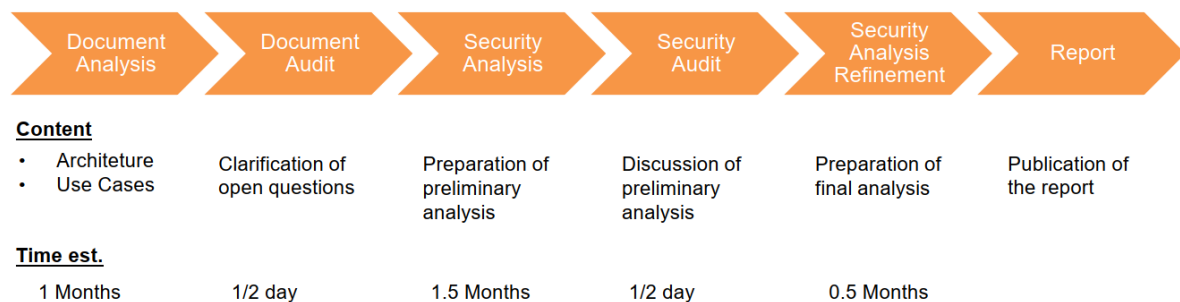 Document
Analysis
Document
Audit
Security
Analysis
Security
Audit
Security
Analysis
Refinement
Report
Content
• Architeture
• Use Cases
Clarification of
open questions
Preparation of
preliminary
analysis
Discussion of
preliminary
analysis
Preparation of
final analysis
Publication of
the report
Time est.
1 Months
1/2 day
1.5 Months
1/2 day
0.5 Months